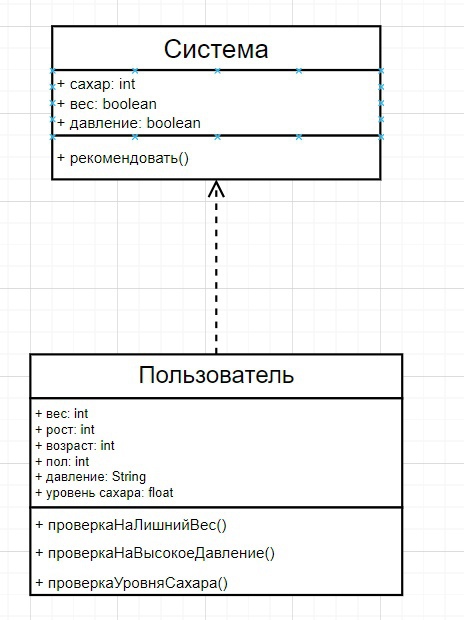 Система
+ сахар: int
+ вес: boolean
+ давление: boolean
+ рекомендовать()
Пользователь
+ вес: int
+ рост: int
+ возраст: int
+ пол: int
+ давление: String
+ уровень сахара: float
+ проверкаНаЛишнийВес()
+ проверкаНаВысокоеДавление()
+ проверкаУровняСахара()